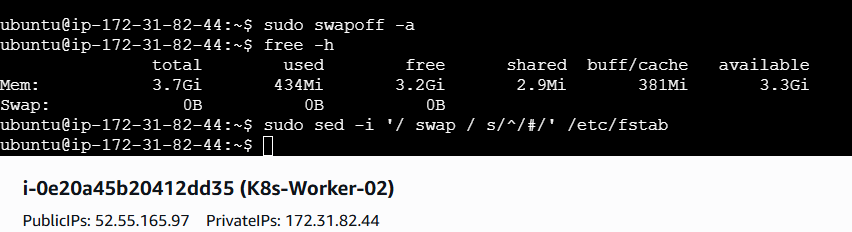 ubuntu@ip-172-31-82-44:~$ sudo swapoff -a
ubuntu@ip-172-31-82-44:~$ free -h
total used free shared buff/cache available
Mem: 3.7Gi 434Mi 3.2Gi 2.9Mi 381Mi 3.3Gi
Swap: 0B 0B 0B
ubuntu@ip-172-31-82-44:~$ sudo sed -i '/ swap / s/^/#/' /etc/fstab
ubuntu@ip-172-31-82-44:~$
i-0e20a45b20412dd35 (K8s-Worker-02)
PublicIPs: 52.55.165.97 PrivateIPs: 172.31.82.44